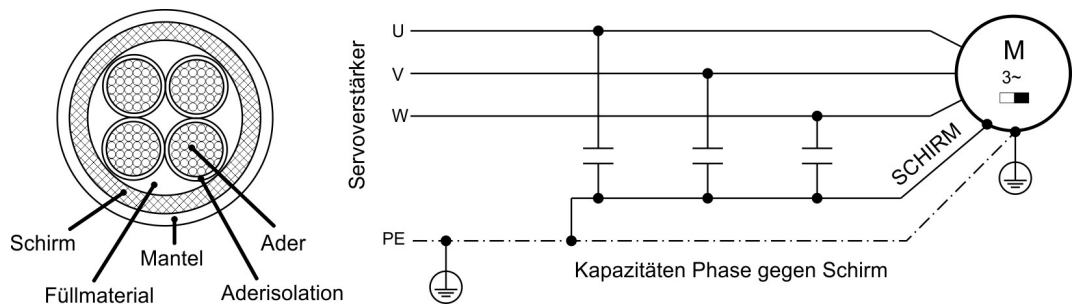 Schirm
Füllmaterial
Mantel
Aderisolation
Ader
Servoverstärker
U
V
W
PE
SCHIRM
M
3~
Kapazitäten Phase gegen Schirm